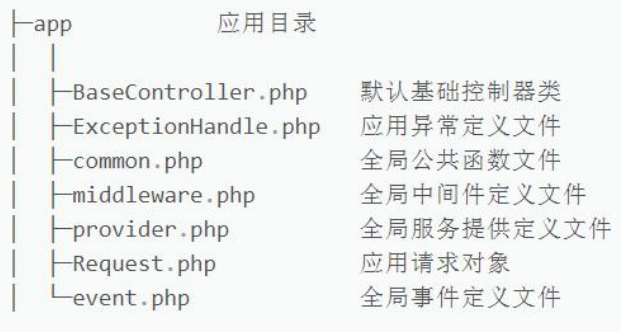 ├─app 应用目录
│ │
│ ├─BaseController.php 默认基础控制器类
│ ├─ExceptionHandle.php 应用异常定义文件
│ ├─common.php 全局公共函数文件
│ ├─middleware.php 全局中间件定义文件
│ ├─provider.php 全局服务提供定义文件
│ ├─Request.php 应用请求对象
│ └─event.php 全局事件定义文件